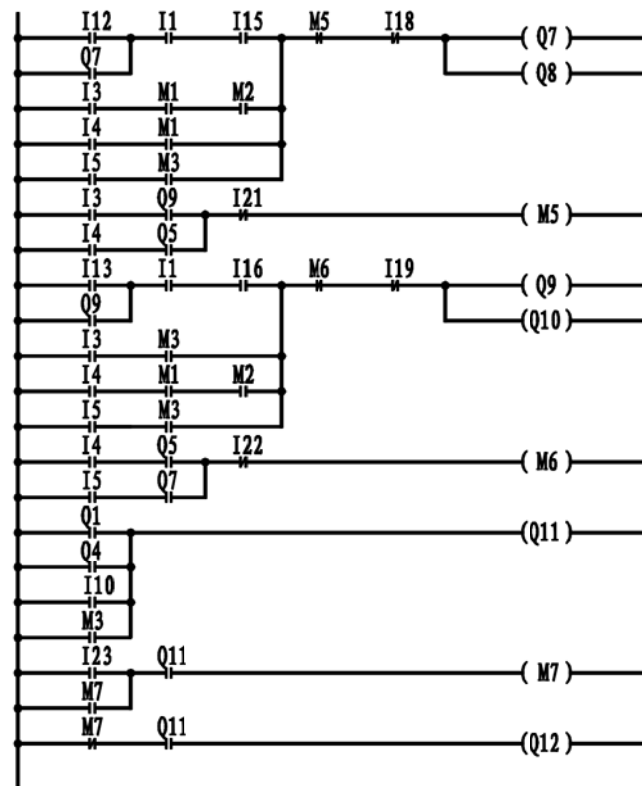 I12 I1 I15 M5 I18 ( Q7 )
Q7 ( Q8 )
I3 M1 M2
I4 M1
I5 M3
I3 Q9 I21 ( M5 )
I4 Q5
I13 I1 I16 M6 I19 ( Q9 )
Q9 (Q10)
I3 M3
I4 M1 M2
I5 M3
I4 Q5 I22 ( M6 )
I5 Q7
Q1 (Q11)
Q4
I10
M3
I23 Q11 ( M7 )
M7
M7 Q11 (Q12)